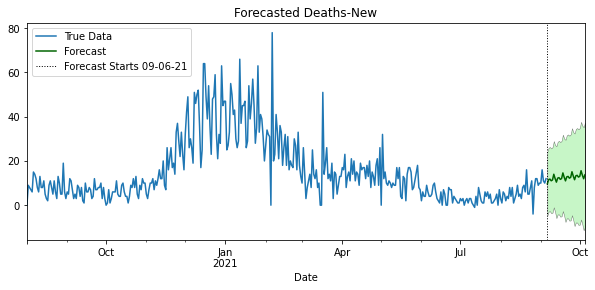 Forecasted Deaths-New
True Data
Forecast
Forecast Starts 09-06-21
80
60
40
20
0
Oct
Jan
2021
Apr
Jul
Oct
Date